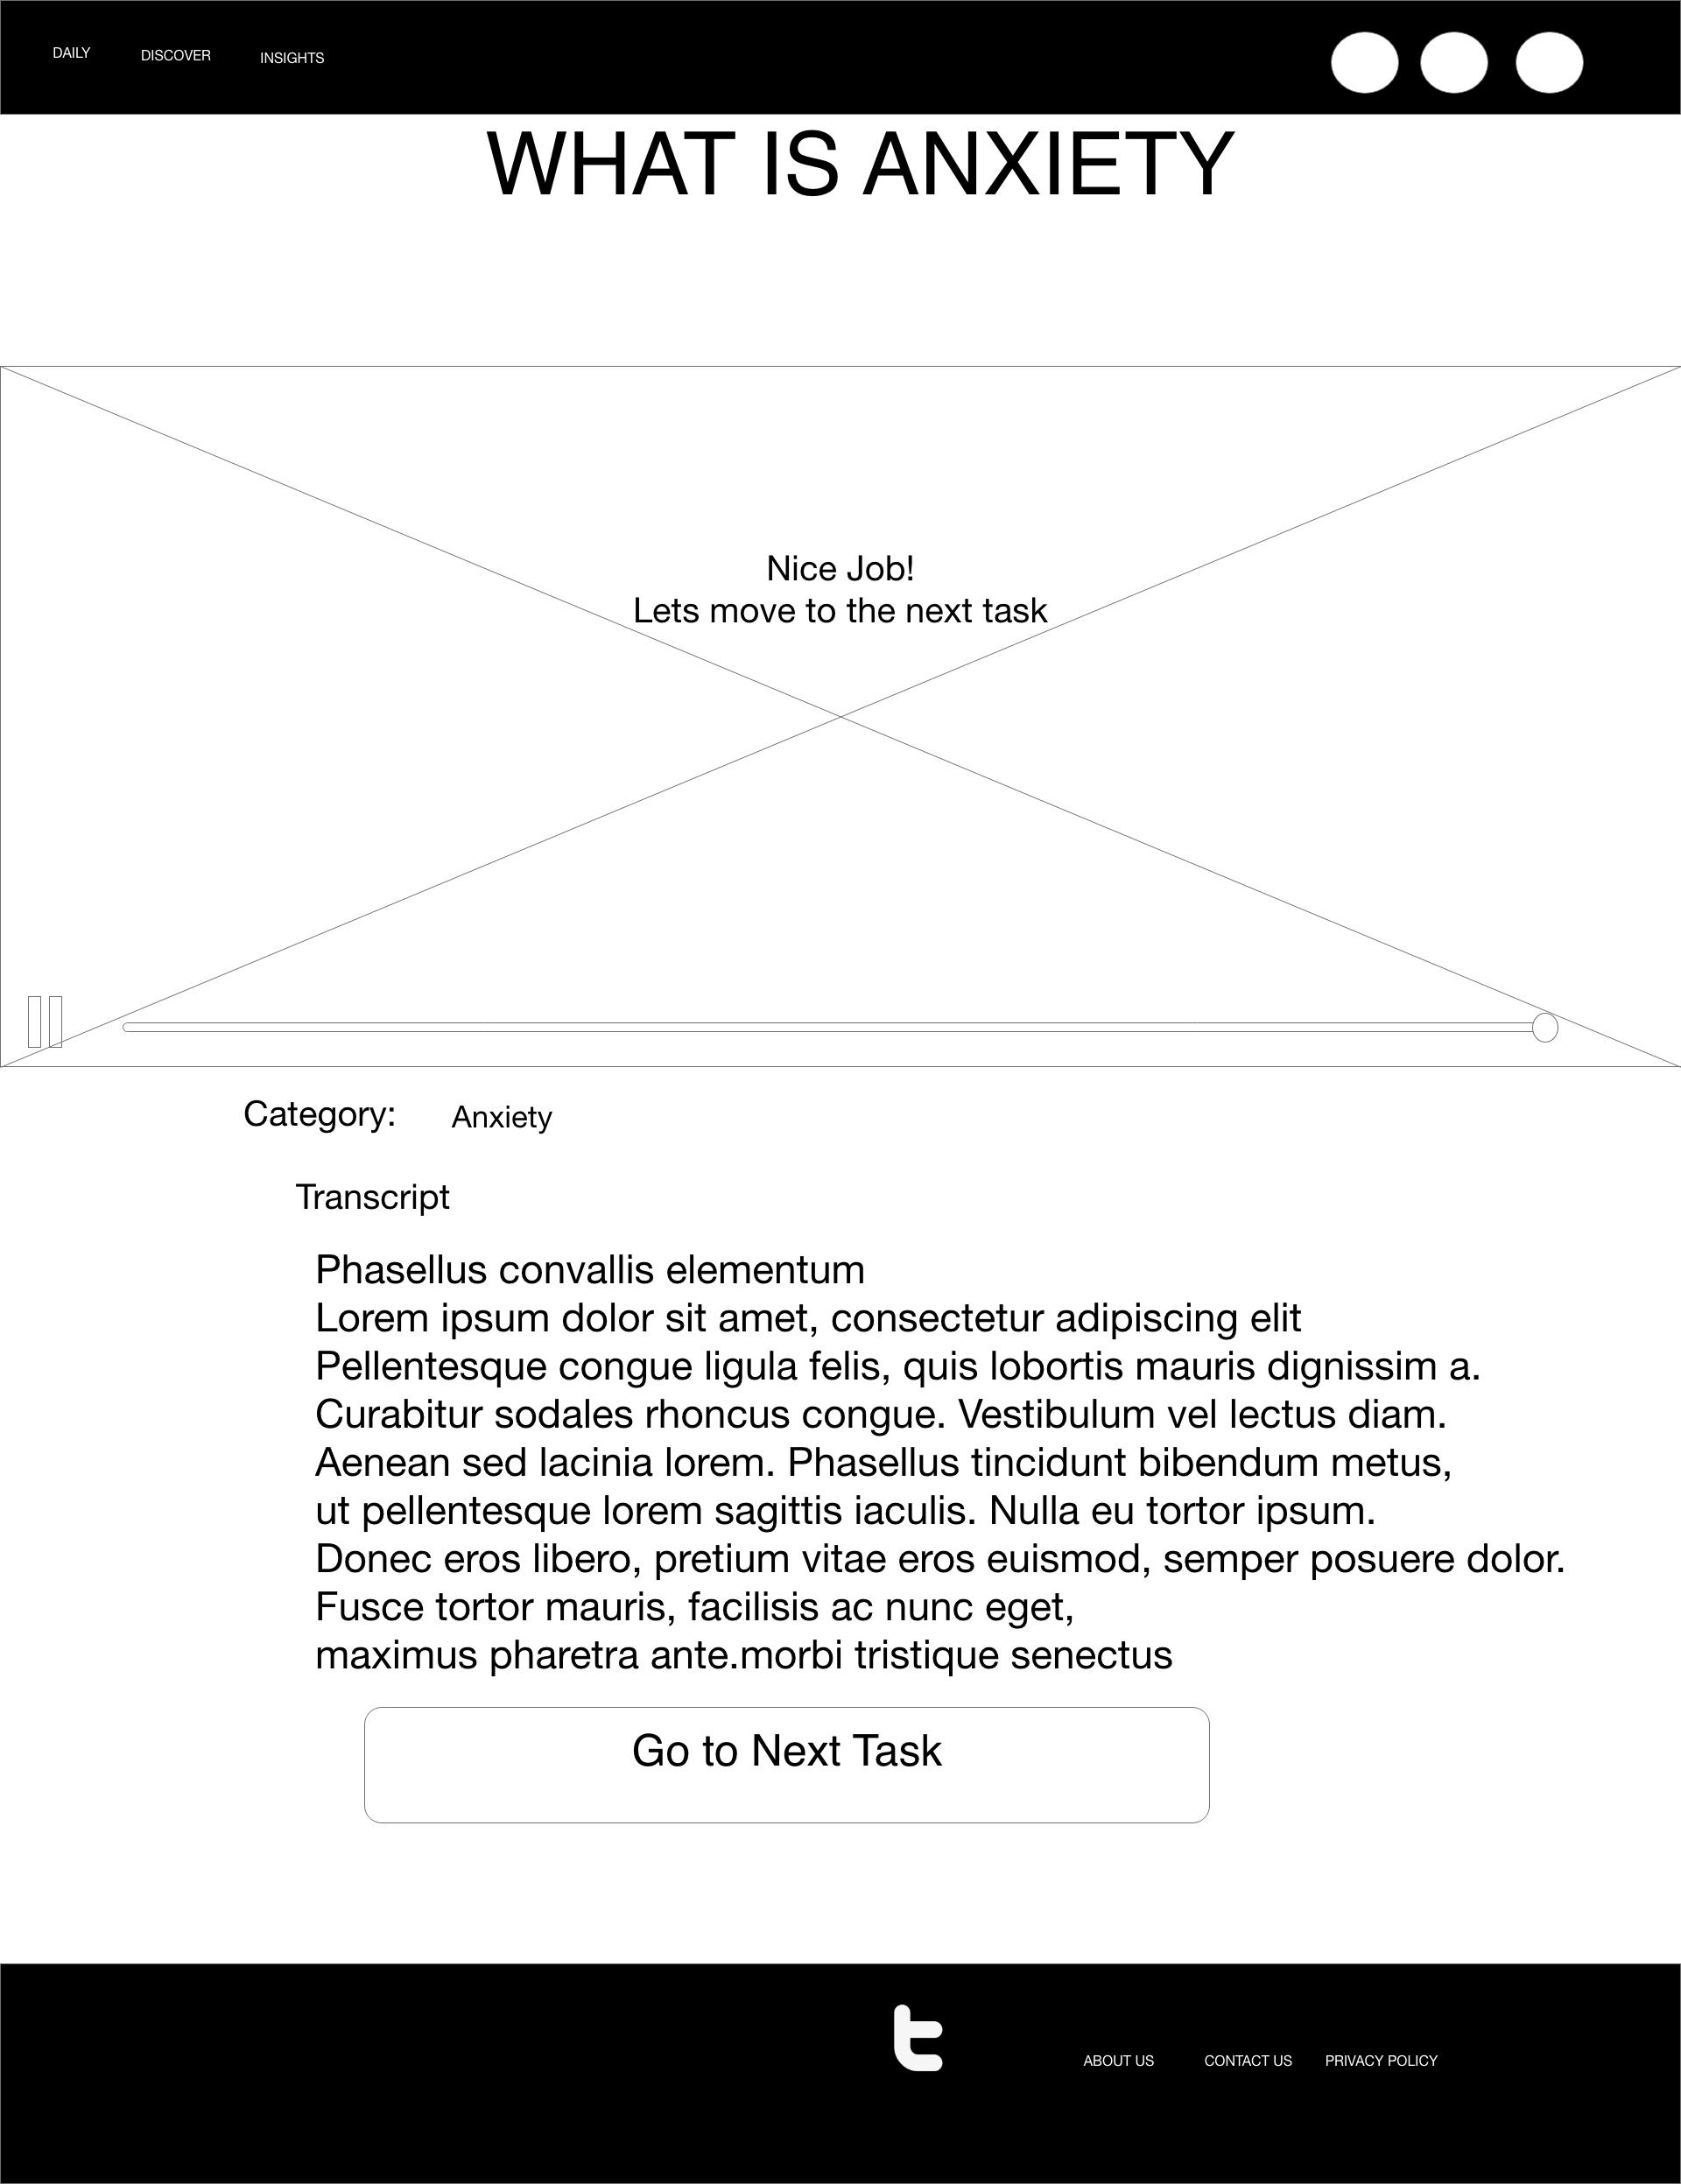 DAILY
DISCOVER
INSIGHTS
WHAT IS ANXIETY
Nice Job!
Lets move to the next task
Category:
Anxiety
Transcript
Phasellus convallis elementum
Lorem ipsum dolor sit amet, consectetur adipiscing elit
Pellentesque congue ligula felis, quis lobortis mauris dignissim a.
Curabitur sodales rhoncus congue. Vestibulum vel lectus diam.
Aenean sed lacinia lorem. Phasellus tincidunt bibendum metus,
ut pellentesque lorem sagittis iaculis. Nulla eu tortor ipsum.
Donec eros libero, pretium vitae eros euismod, semper posuere dolor.
Fusce tortor mauris, facilisis ac nunc eget,
maximus pharetra ante.morbi tristique senectus
Go to Next Task
t
ABOUT US
CONTACT US
PRIVACY POLICY